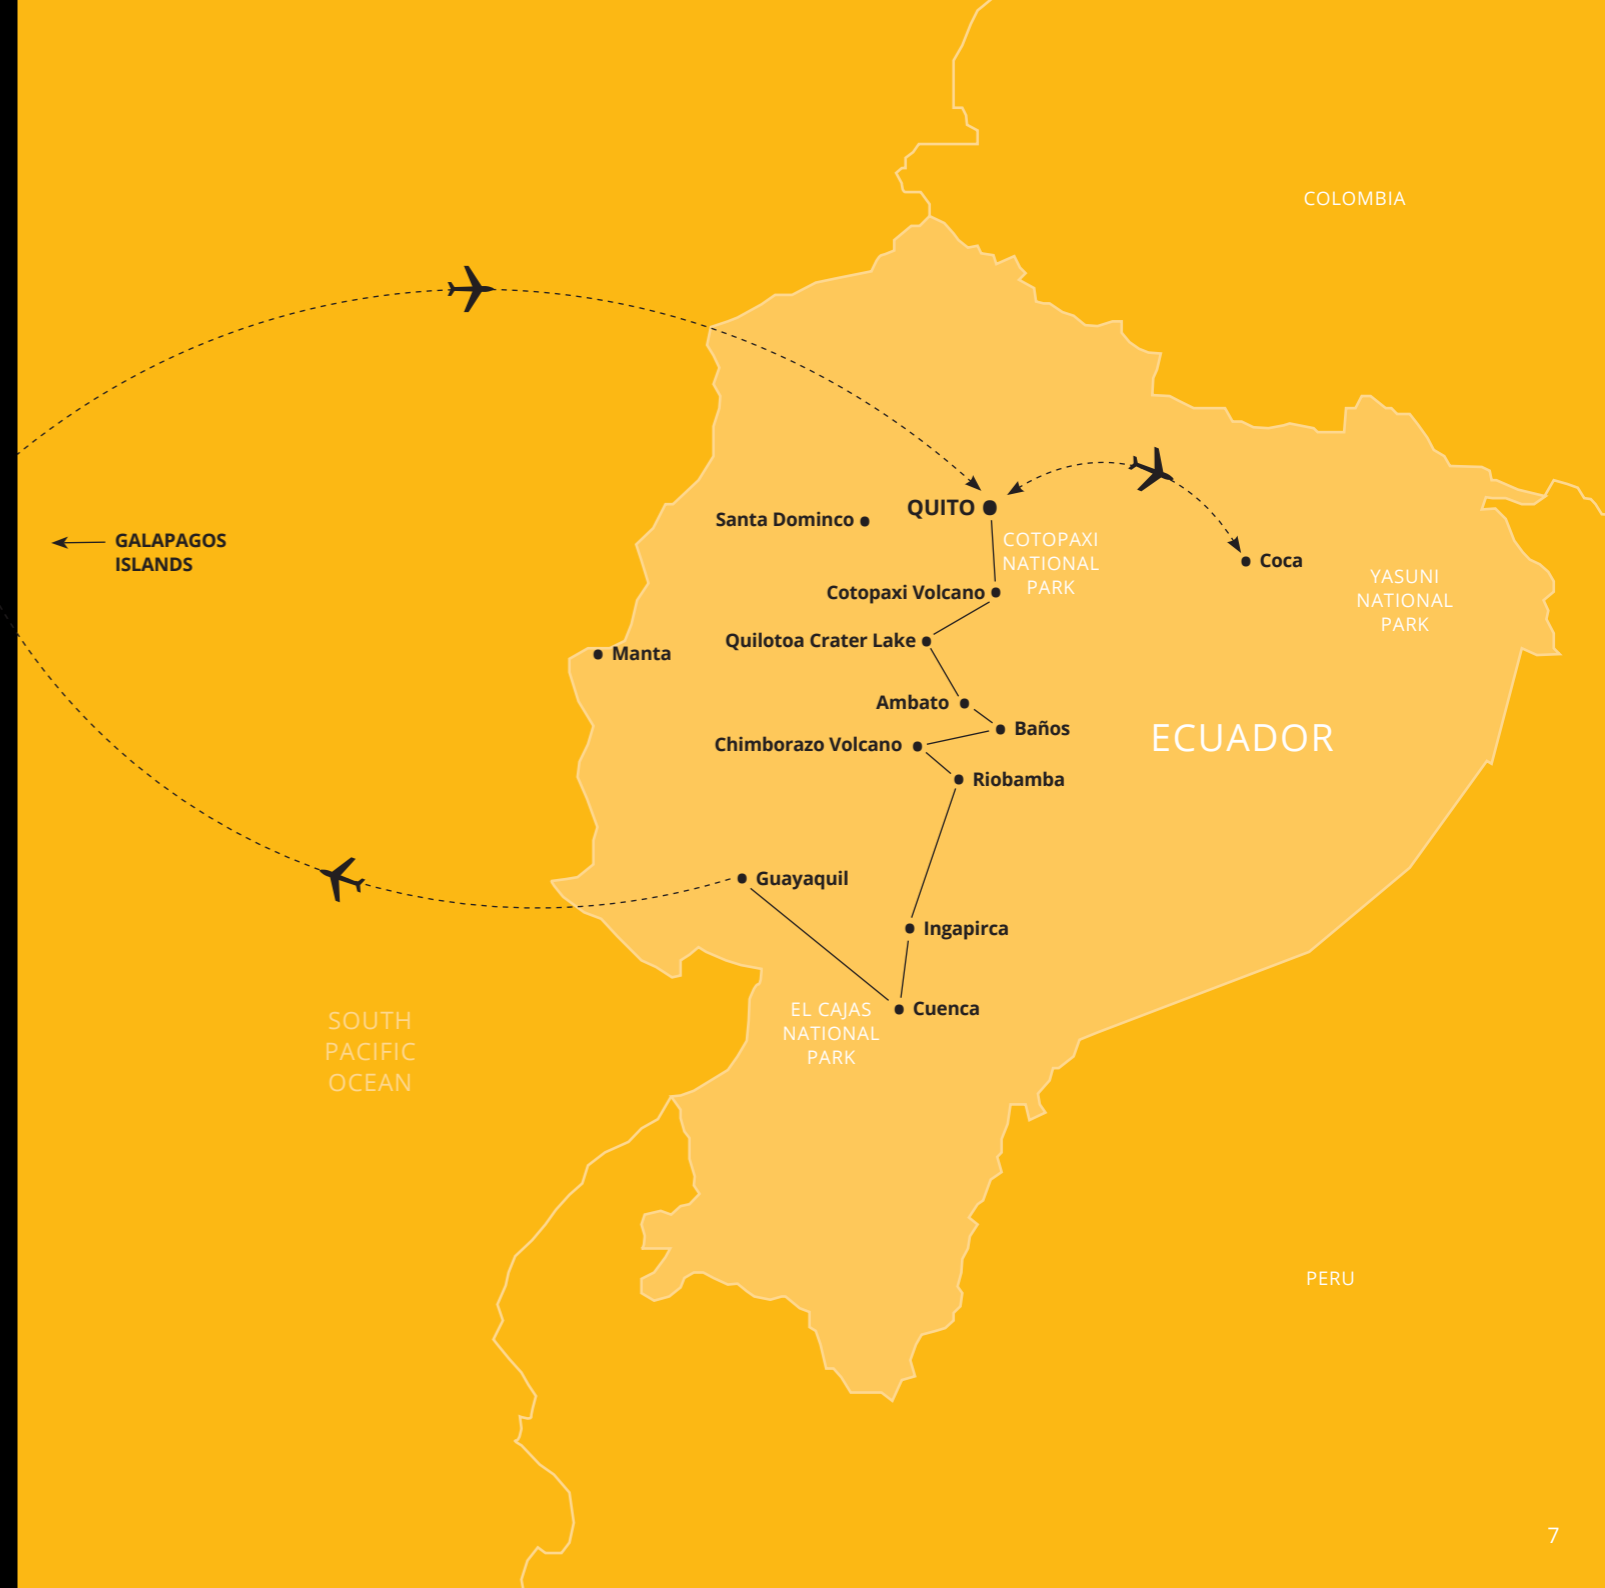 COLOMBIA
QUITO
Santa Dominco
COTOPAXI
NATIONAL
PARK
GALAPAGOS
ISLANDS
Coca
YASUNI
NATIONAL
PARK
Cotopaxi Volcano
Quilotoa Crater Lake
Manta
Ambato
Baños
ECUADOR
Chimborazo Volcano
Riobamba
Guayaquil
Ingapirca
Cuenca
EL CAJAS
NATIONAL
PARK
SOUTH
PACIFIC
OCEAN
PERU
7